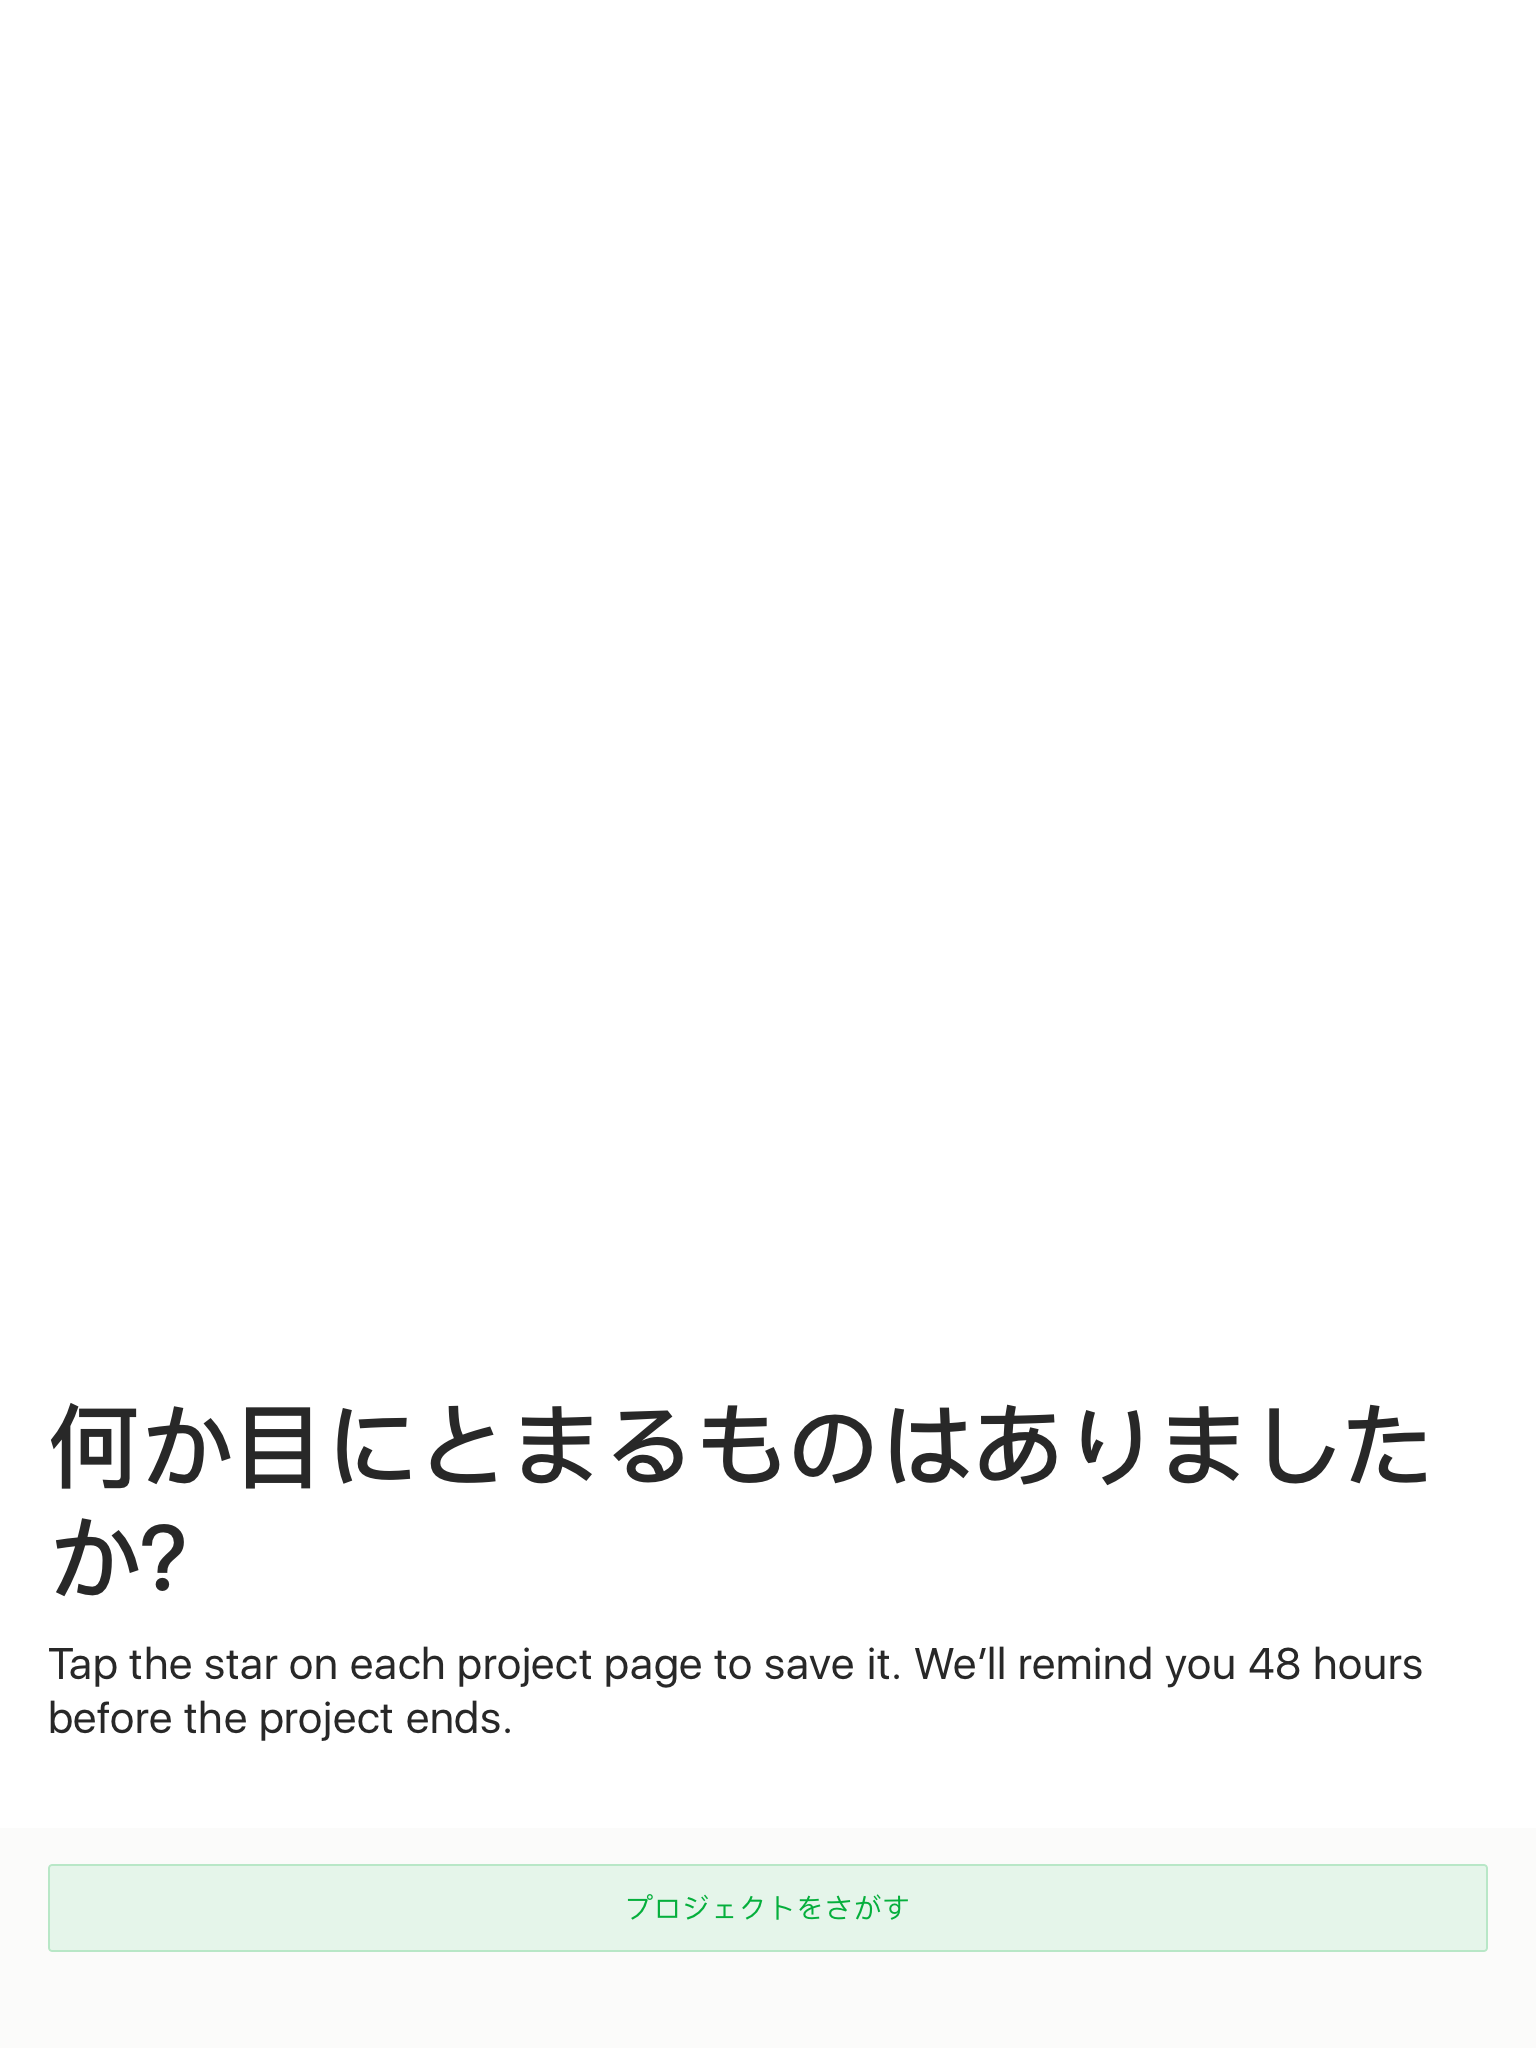 何か目にとまるものはありました
か?
Tap the star on each project page to save it. We’ll remind you 48 hours
before the project ends.
プロジェクトをさがす